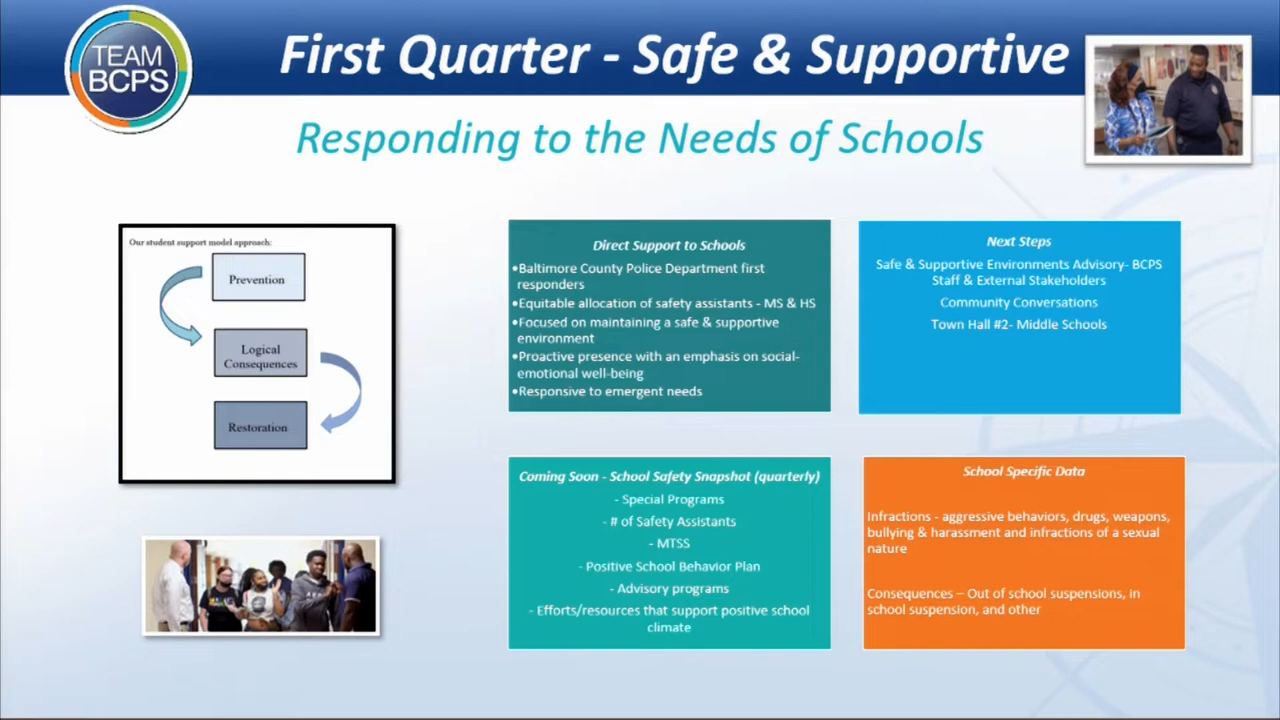 TEAM
BCPS
First Quarter - Safe & Supportive
Responding to the Needs of Schools
Our student support model approach:
Prevention
Logical
Consequences
Restoration
Direct Support to Schools
•Baltimore County Police Department first
responders
•Equitable allocation of safety assistants - MS & HS
•Focused on maintaining a safe & supportive
environment
•Proactive presence with an emphasis on social-
emotional well-being
•Responsive to emergent needs
Next Steps
Safe & Supportive Environments Advisory- BCPS
Staff & External Stakeholders
Community Conversations
Town Hall #2- Middle Schools
Coming Soon - School Safety Snapshot (quarterly)
- Special Programs
- # of Safety Assistants
- MTSS
- Positive School Behavior Plan
- Advisory programs
- Efforts/resources that support positive school
climate
School Specific Data
Infractions - aggressive behaviors, drugs, weapons,
bullying & harassment and infractions of a sexual
nature
Consequences – Out of school suspensions, in
school suspension, and other